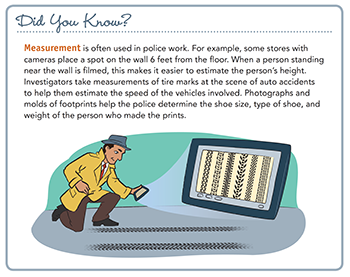 Did You Know?
Measurement is often used in police work. For example, some stores with
cameras place a spot on the wall 6 feet from the floor. When a person standing
near the wall is filmed, this makes it easier to estimate the person's height.
Investigators take measurements of tire marks at the scene of auto accidents
to help them estimate the speed of the vehicles involved. Photographs and
molds of footprints help the police determine the shoe size, type of shoe, and
weight of the person who made the prints.